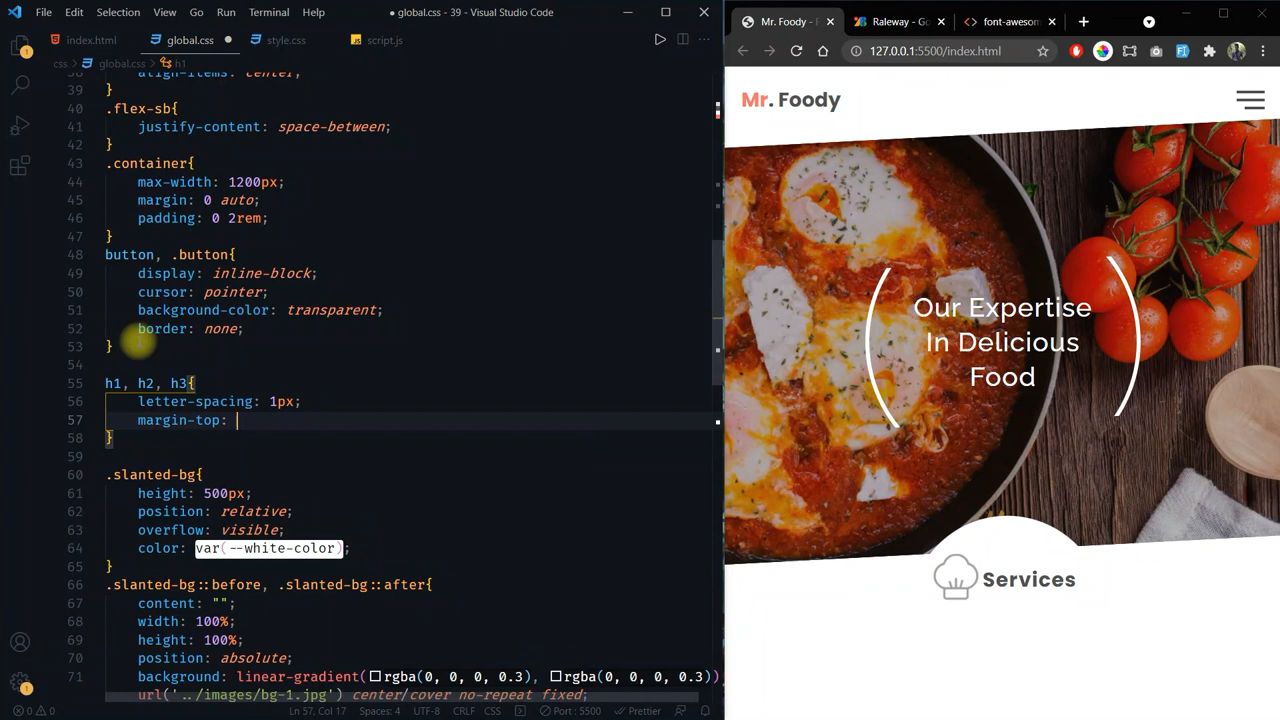 File Edit Selection View Go Run Terminal Help
● global.css - 39 - Visual Studio Code
index.html global.css style.css script.js
css > global.css > h1
39 }
40 .flex-sb{
41 justify-content: space-between;
42 }
43 .container{
44 max-width: 1200px;
45 margin: 0 auto;
46 padding: 0 2rem;
47 }
48 button, .button{
49 display: inline-block;
50 cursor: pointer;
51 background-color: transparent;
52 border: none;
53 }
54
55 h1, h2, h3{
56 letter-spacing: 1px;
57 margin-top:
58 }
59
60 .slanted-bg{
61 height: 500px;
62 position: relative;
63 overflow: visible;
64 color: var(--white-color);
65 }
66 .slanted-bg::before, .slanted-bg::after{
67 content: "";
68 width: 100%;
69 height: 100%;
70 position: absolute;
71 background: linear-gradient(rgba(0, 0, 0, 0.3), rgba(0, 0, 0, 0.3))
url('../images/bg-1.jpg') center/cover no-repeat fixed;
0 0 Ln 57, Col 17 Spaces: 4 UTF-8 CRLF CSS Port : 5500 Prettier
Mr. Foody - F Raleway - Go font-awesom
127.0.0.1:5500/index.html
Mr. Foody
Our Expertise
In Delicious
Food
Services